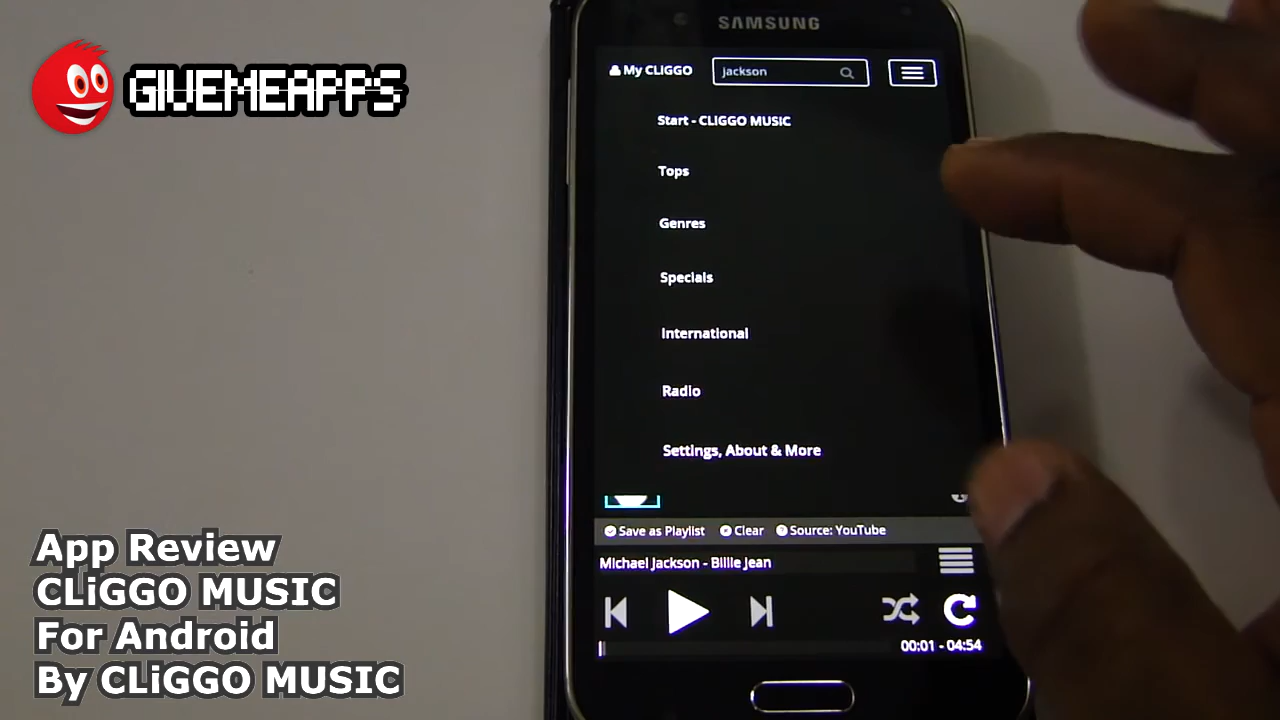 GIVEMEAPPS
SAMSUNG
My CLiGGO
jackson
Start - CLiGGO MUSIC
Tops
Genres
Specials
International
Radio
Settings, About & More
Save as Playlist
Clear
Source: YouTube
Michael Jackson - Billie Jean
00:01 - 04:54
App Review
CLiGGO MUSIC
For Android
By CLiGGO MUSIC